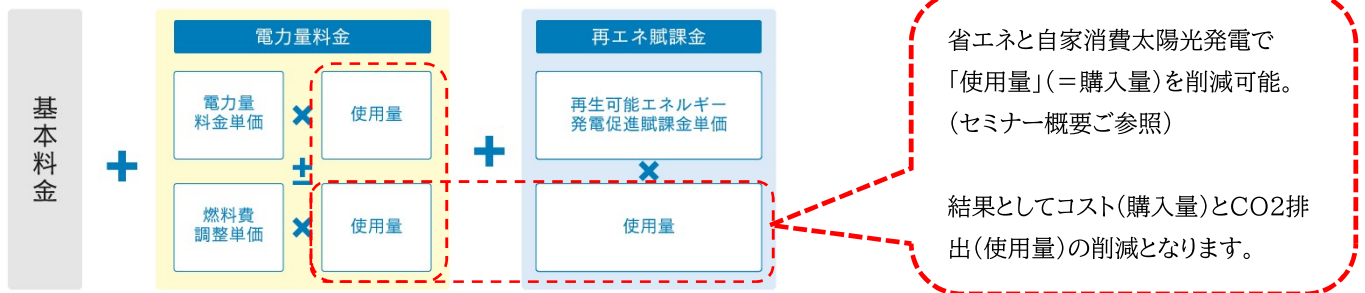 基本料金
+
電力量料金
電力量
料金単価
×
使用量
±
燃料費
調整単価
×
使用量
+
再エネ賦課金
再生可能エネルギー
発電促進賦課金単価
×
使用量
省エネと自家消費太陽光発電で
「使用量」(=購入量)を削減可能。
(セミナー概要ご参照)
結果としてコスト(購入量)とCO2排
出(使用量)の削減となります。